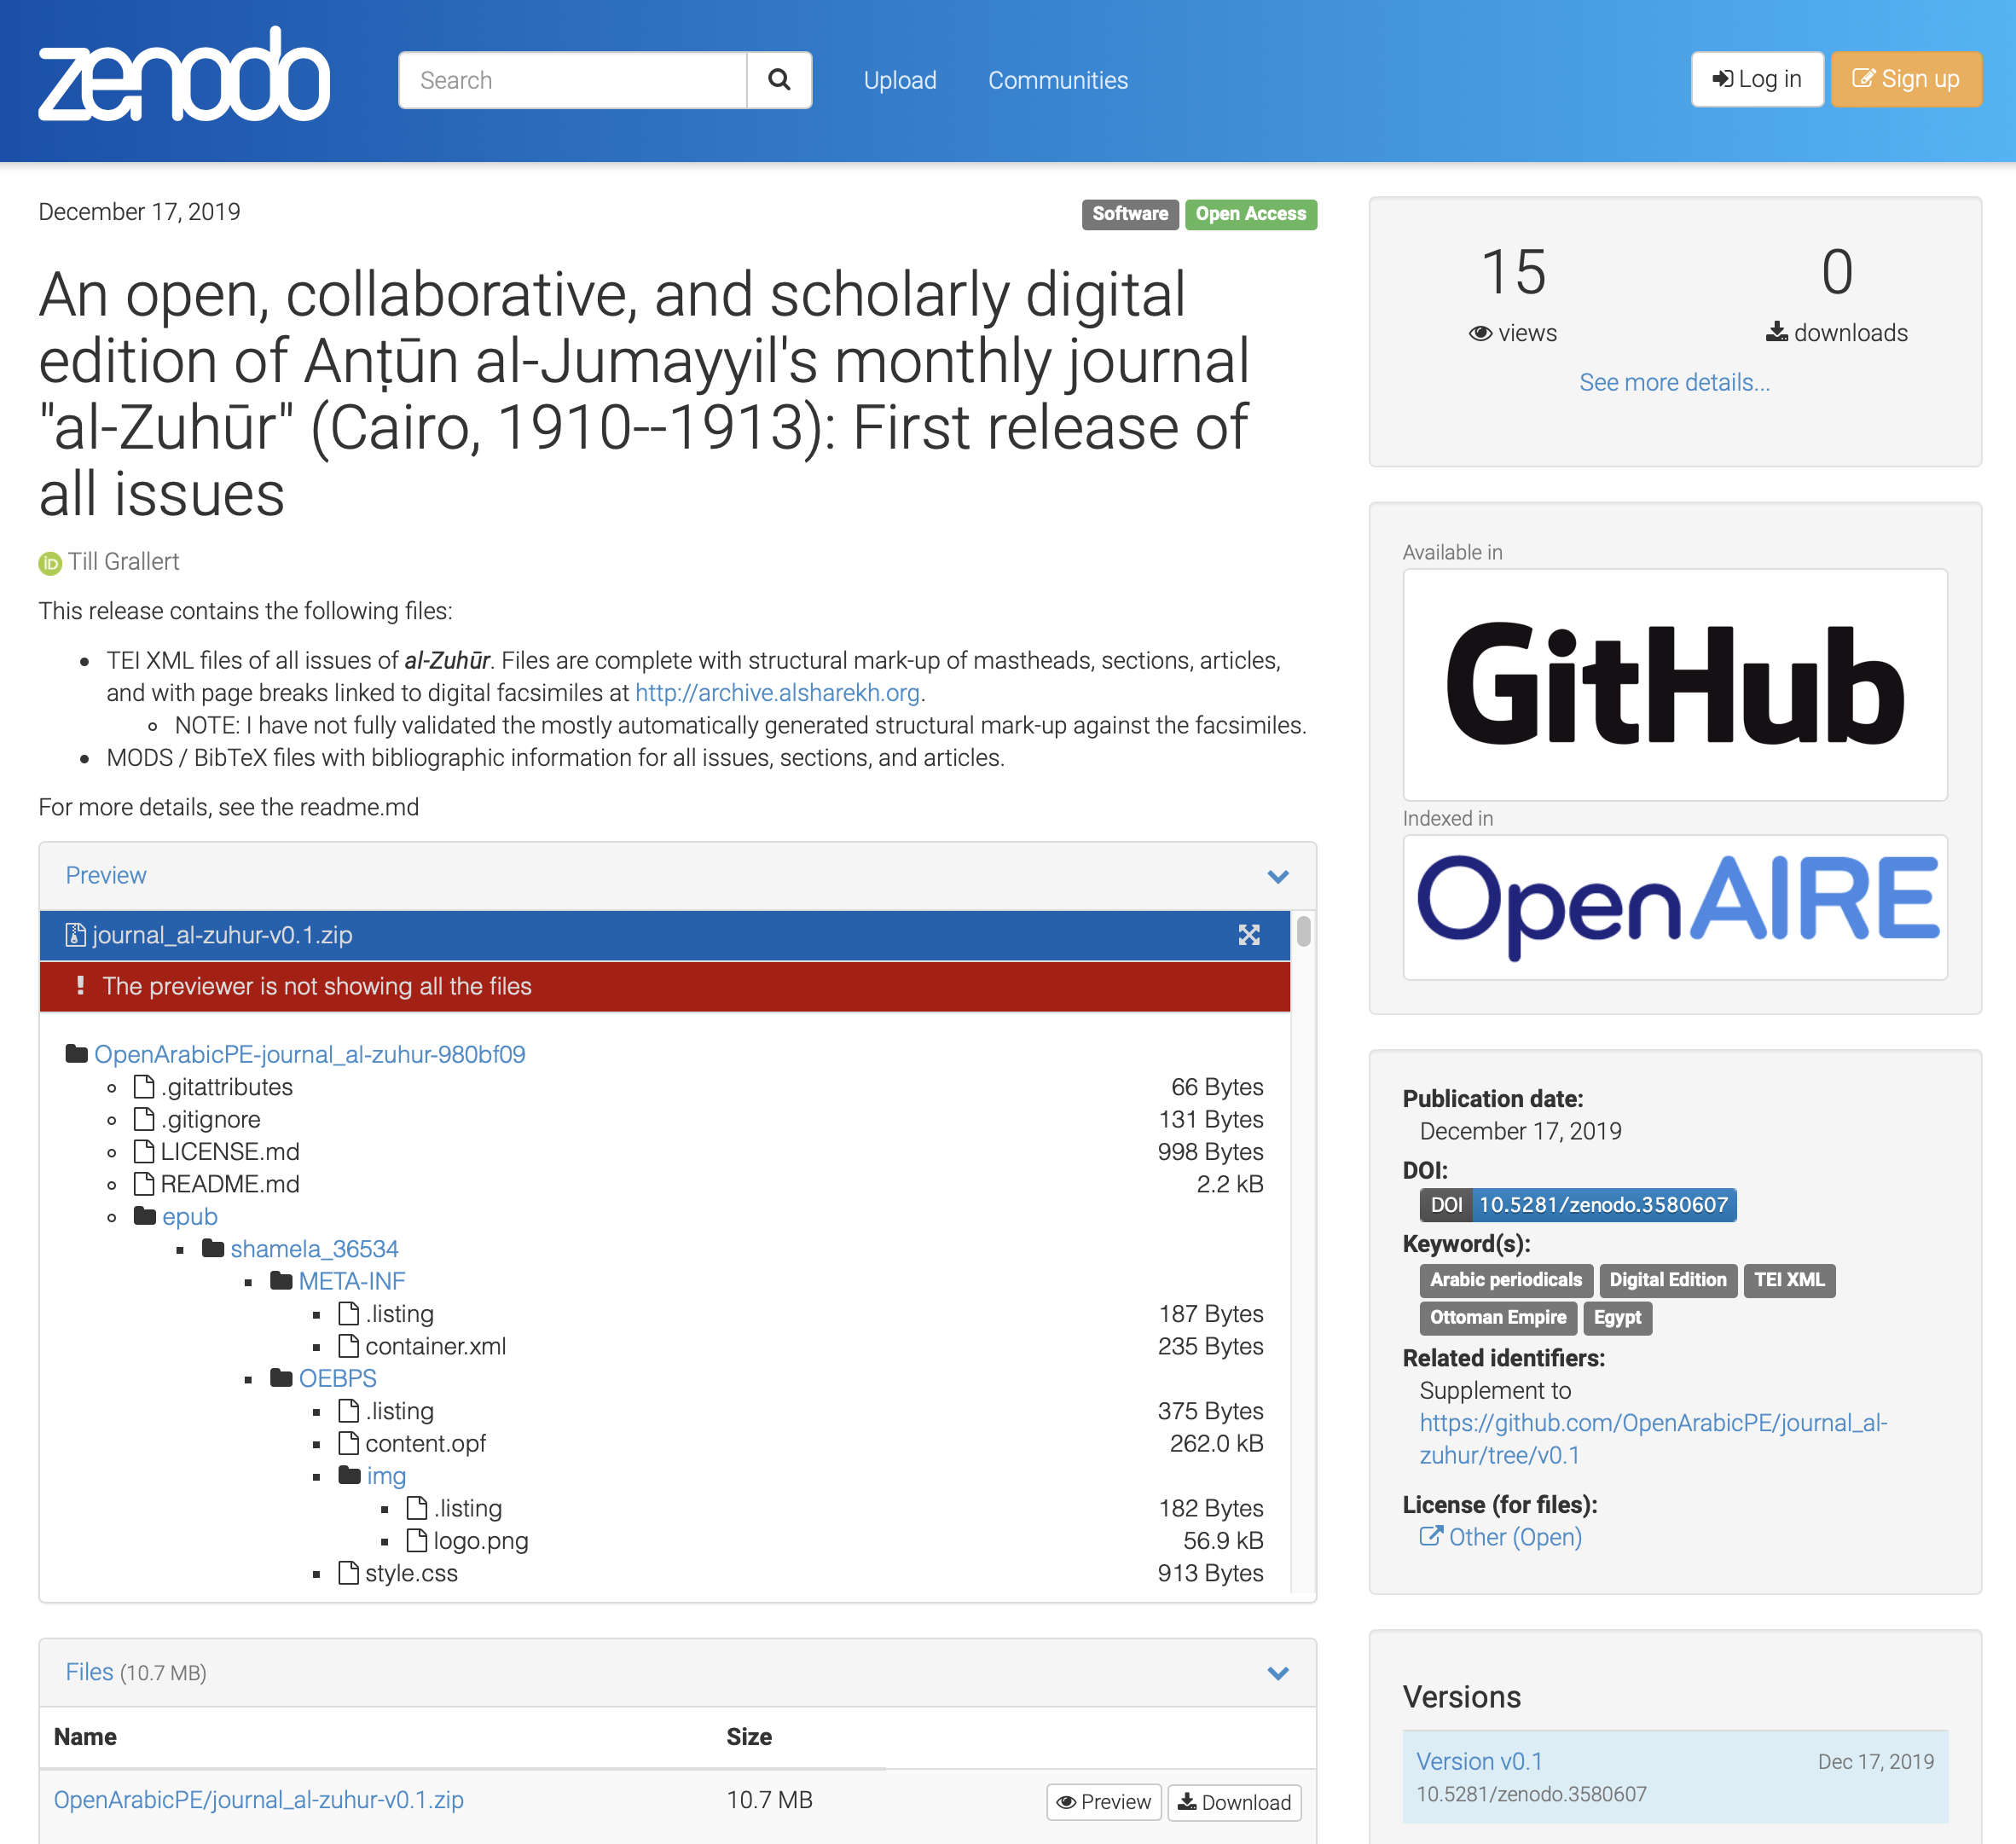 zenodo
Search
Upload
Communities
Log in
Sign up
December 17, 2019
Software
Open Access
An open, collaborative, and scholarly digital
edition of Anṭūn al-Jumayyil's monthly journal
"al-Zuhūr" (Cairo, 1910--1913): First release of
all issues
iD Till Grallert
This release contains the following files:
TEI XML files of all issues of al-Zuhūr. Files are complete with structural mark-up of mastheads, sections, articles,
and with page breaks linked to digital facsimiles at http://archive.alsharekh.org.
NOTE: I have not fully validated the mostly automatically generated structural mark-up against the facsimiles.
MODS / BibTeX files with bibliographic information for all issues, sections, and articles.
For more details, see the readme.md
Preview
journal_al-zuhur-v0.1.zip
! The previewer is not showing all the files
OpenArabicPE-journal_al-zuhur-980bf09
.gitattributes 66 Bytes
.gitignore 131 Bytes
LICENSE.md 998 Bytes
README.md 2.2 kB
epub
shamela_36534
META-INF
.listing 187 Bytes
container.xml 235 Bytes
OEBPS
.listing 375 Bytes
content.opf 262.0 kB
img
.listing 182 Bytes
logo.png 56.9 kB
style.css 913 Bytes
Files (10.7 MB)
Name Size
OpenArabicPE/journal_al-zuhur-v0.1.zip 10.7 MB Preview Download
15 0
views downloads
See more details...
Available in
GitHub
Indexed in
OpenAIRE
Publication date:
December 17, 2019
DOI:
DOI 10.5281/zenodo.3580607
Keyword(s):
Arabic periodicals Digital Edition TEI XML
Ottoman Empire Egypt
Related identifiers:
Supplement to
https://github.com/OpenArabicPE/journal_al-
zuhur/tree/v0.1
License (for files):
Other (Open)
Versions
Version v0.1 Dec 17, 2019
10.5281/zenodo.3580607